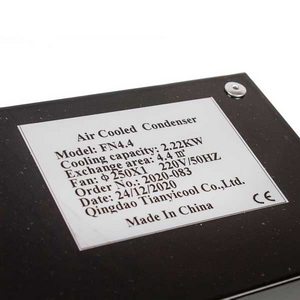 Air Cooled Condenser
Model: FN4.4
Cooling capacity: 2.22KW
Exchange area: 4.4 ㎡
Fan: Φ250X1 220V/50HZ
Order No.: 2020-083
Date: 24/12/2020
Qingdao Tianyicool Co.,Ltd.
Made In China
CE